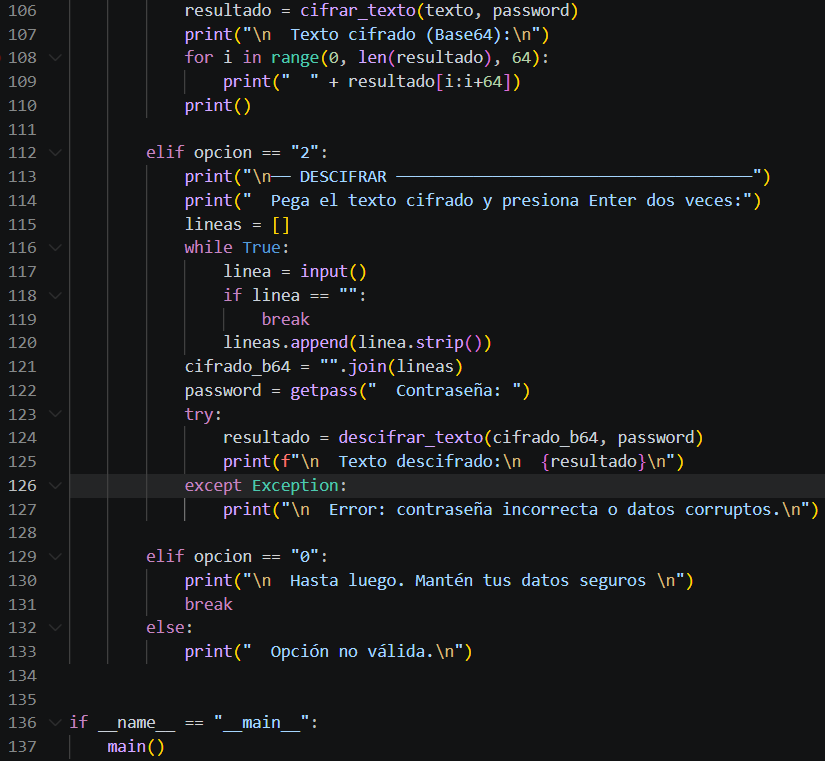 106 resultado = cifrar_texto(texto, password)
107 print("\n  Texto cifrado (Base64):\n")
108 for i in range(0, len(resultado), 64):
109 print("  " + resultado[i:i+64])
110 print()
111
112 elif opcion == "2":
113 print("\n── DESCIFRAR ─────────────────────────────────────")
114 print("  Pega el texto cifrado y presiona Enter dos veces:")
115 lineas = []
116 while True:
117 linea = input()
118 if linea == "":
119 break
120 lineas.append(linea.strip())
121 cifrado_b64 = "".join(lineas)
122 password = getpass("  Contraseña: ")
123 try:
124 resultado = descifrar_texto(cifrado_b64, password)
125 print(f"\n  Texto descifrado:\n  {resultado}\n")
126 except Exception:
127 print("\n  Error: contraseña incorrecta o datos corruptos.\n")
128
129 elif opcion == "0":
130 print("\n  Hasta luego. Mantén tus datos seguros \n")
131 break
132 else:
133 print("  Opción no válida.\n")
134
135
136 if __name__ == "__main__":
137 main()